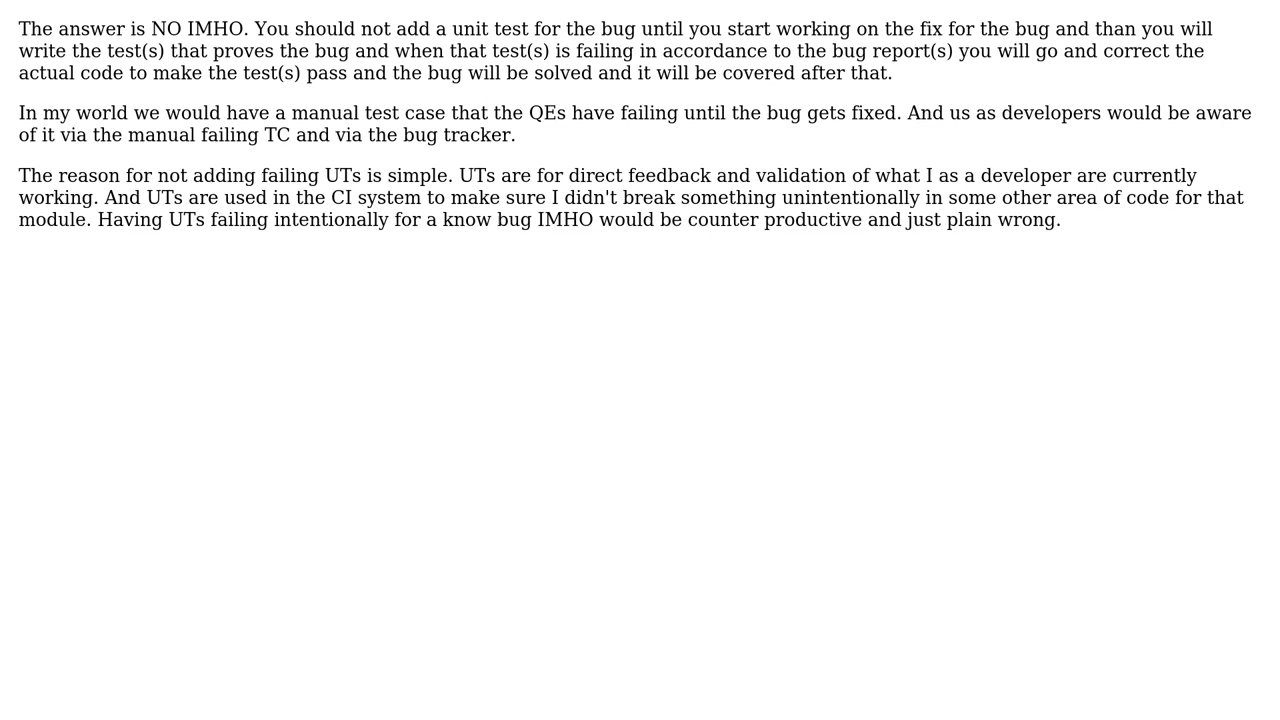 The answer is NO IMHO. You should not add a unit test for the bug until you start working on the fix for the bug and than you will
write the test(s) that proves the bug and when that test(s) is failing in accordance to the bug report(s) you will go and correct the
actual code to make the test(s) pass and the bug will be solved and it will be covered after that.
In my world we would have a manual test case that the QEs have failing until the bug gets fixed. And us as developers would be aware
of it via the manual failing TC and via the bug tracker.
The reason for not adding failing UTs is simple. UTs are for direct feedback and validation of what I as a developer are currently
working. And UTs are used in the CI system to make sure I didn't break something unintentionally in some other area of code for that
module. Having UTs failing intentionally for a know bug IMHO would be counter productive and just plain wrong.